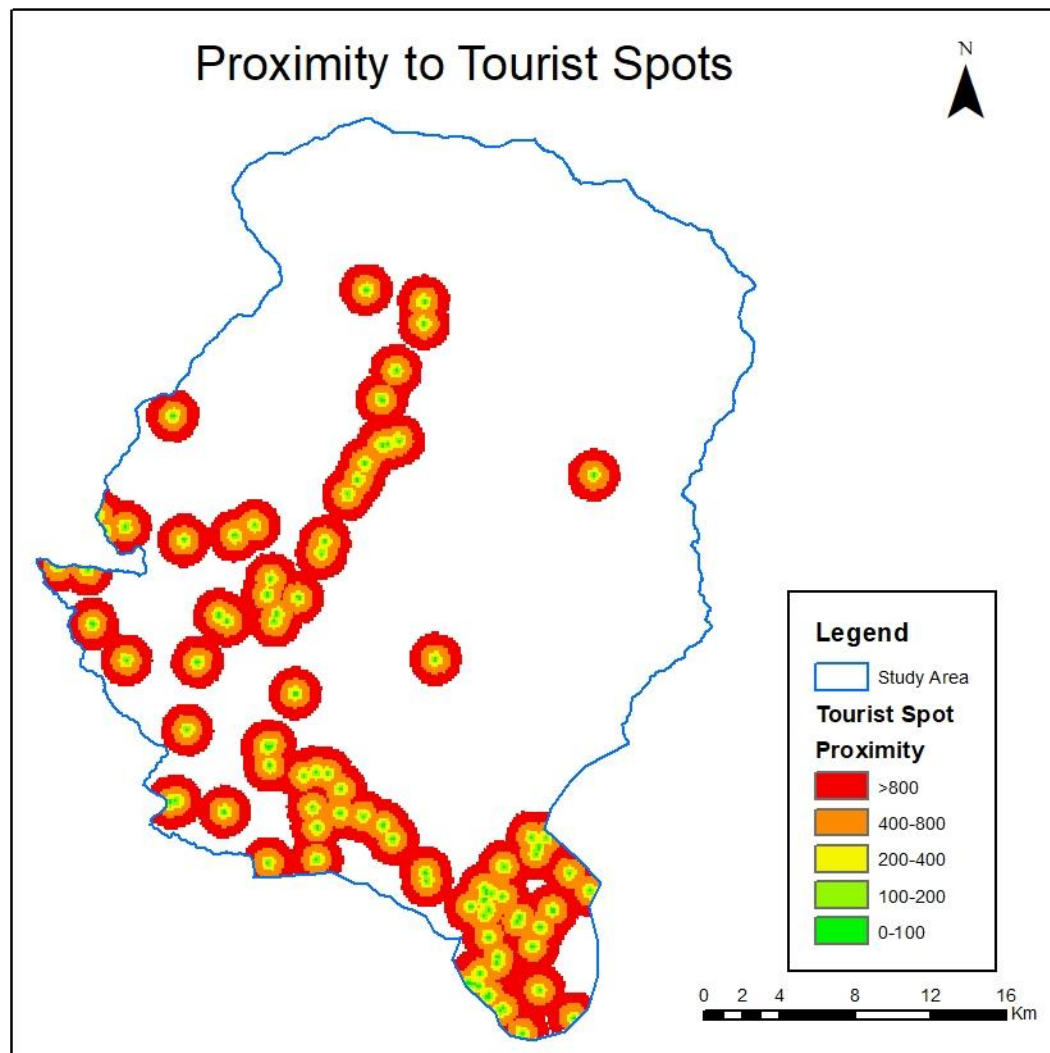 Proximity to Tourist Spots
N
Legend
Study Area
Tourist Spot
Proximity
>800
400-800
200-400
100-200
0-100
0 2 4 8 12 16
Km